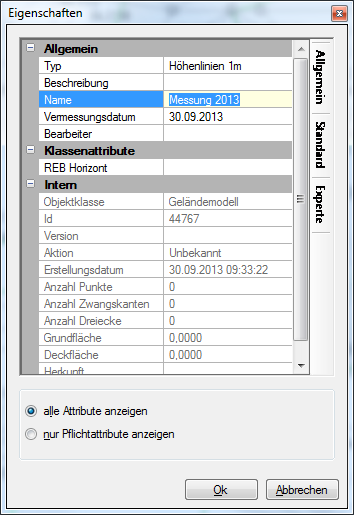 Eigenschaften
Allgemein
Typ Höhenlinien 1m
Beschreibung
Name Messung 2013
Vermessungsdatum 30.09.2013
Bearbeiter
Klassenattribute
REB Horizont
Intern
Objektklasse Geländemodell
Id 44767
Version
Aktion Unbekannt
Erstellungsdatum 30.09.2013 09:33:22
Anzahl Punkte 0
Anzahl Zwangskanten 0
Anzahl Dreiecke 0
Grundfläche 0,0000
Deckfläche 0,0000
Herkunft
Allgemein
Standard
Experte
alle Attribute anzeigen
nur Pflichtattribute anzeigen
Ok Abbrechen